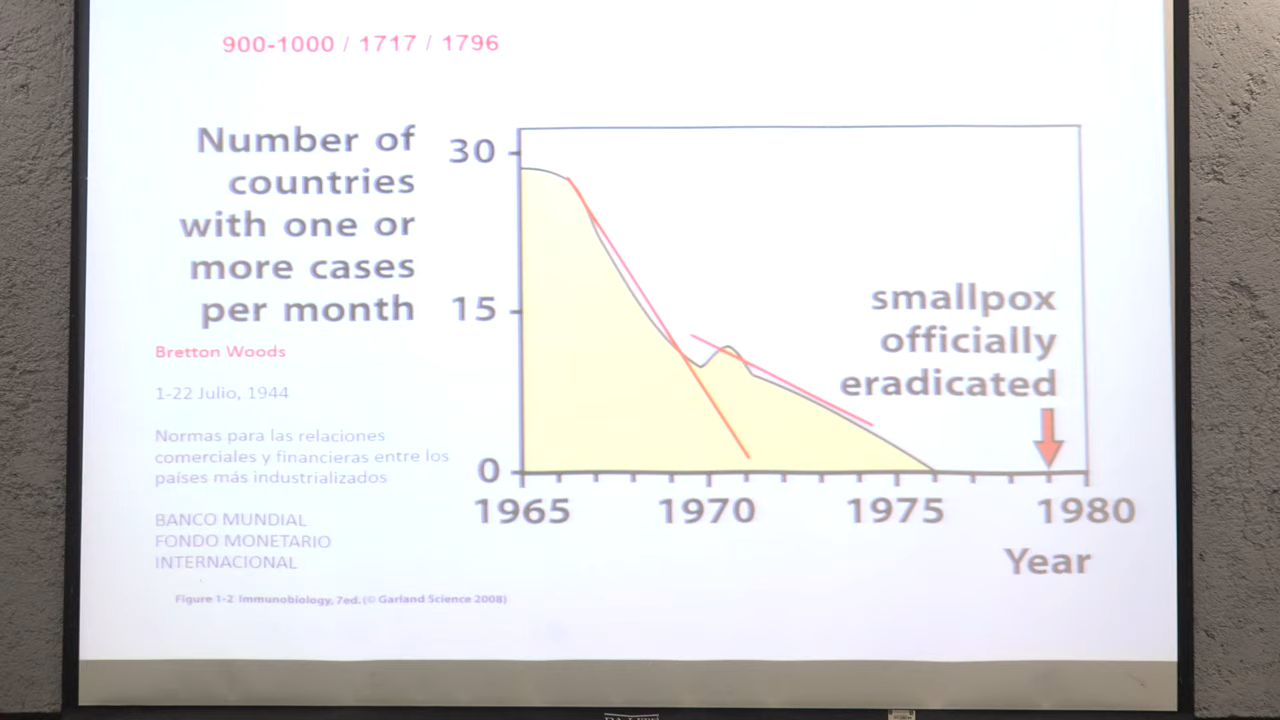 900-1000 / 1717 / 1796
Number of
countries
with one or
more cases
per month
30
15
0
1965
1970
1975
1980
Year
smallpox
officially
eradicated
Bretton Woods
1-22 Julio, 1944
Normas para las relaciones
comerciales y financieras entre los
países más industrializados
BANCO MUNDIAL
FONDO MONETARIO
INTERNACIONAL
Figure 1-2 Immunobiology, 7ed. (© Garland Science 2008)